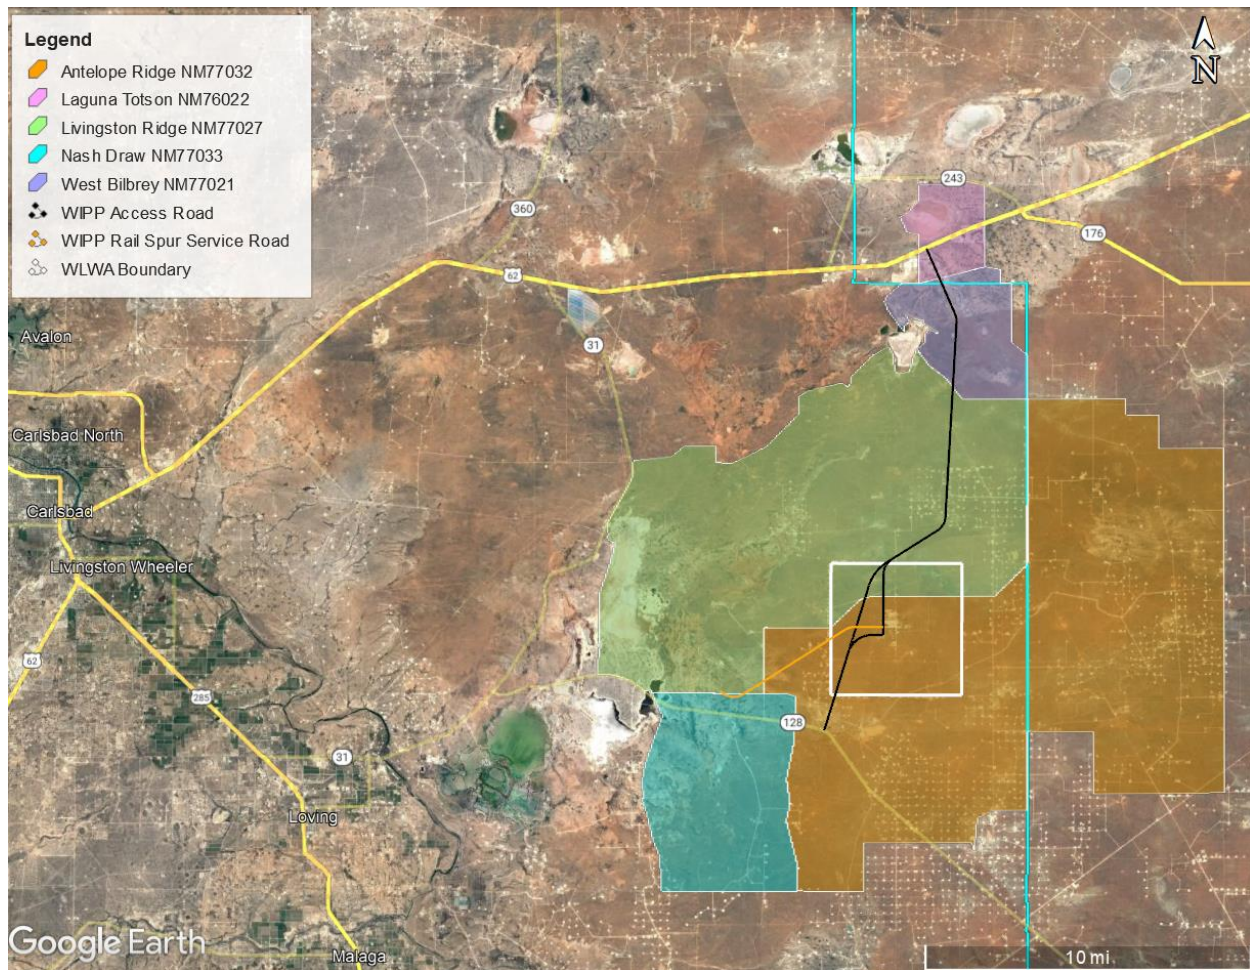 Legend
Antelope Ridge NM77032
Laguna Totson NM76022
Livingston Ridge NM77027
Nash Draw NM77033
West Bilbrey NM77021
WIPP Access Road
WIPP Rail Spur Service Road
WLWA Boundary
N
243
360
176
62
31
Avalon
Carlsbad North
Carlsbad
Livingston Wheeler
62
285
128
31
Loving
Google Earth
Malaga
10 mi